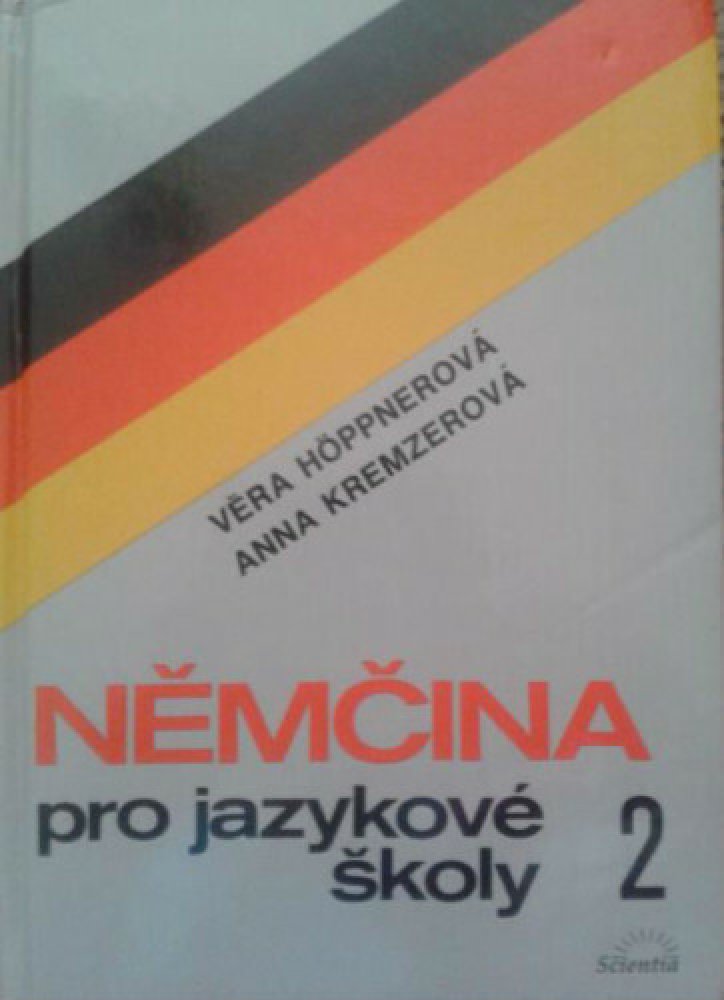 VĚRA HÖPPNEROVÁ
ANNA KREMZEROVÁ
NĚMČINA
pro jazykové
školy 2
Scientia